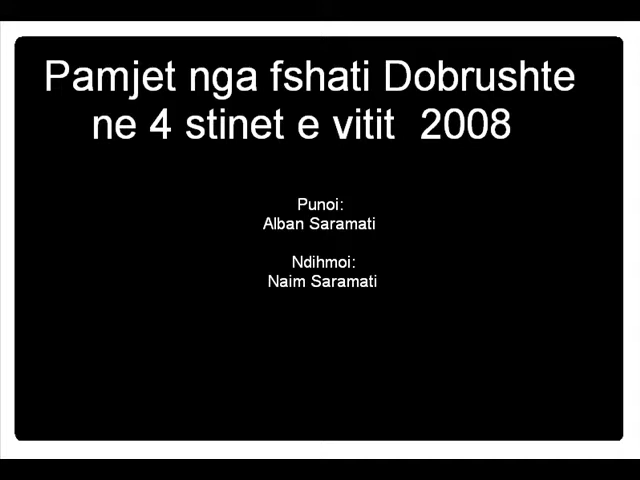 Pamjet nga fshati Dobrushte
ne 4 stinet e vitit 2008
Punoi:
Alban Saramati
Ndihmoi:
Naim Saramati